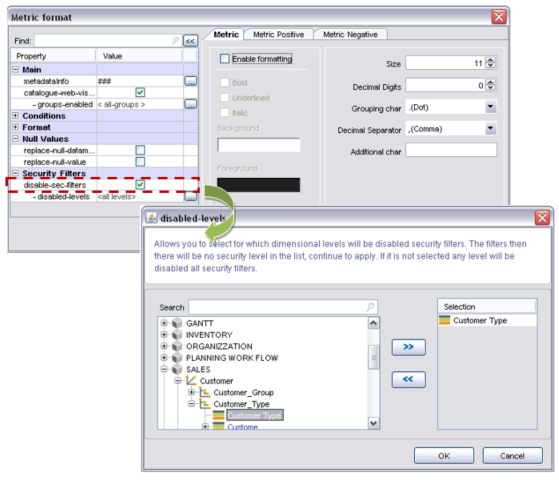 Metric format
Find:
<<
Property Value
Main
metadataInfo ###
catalogue-web-vis...
- groups-enabled < all-groups >
Conditions
Format
Null Values
replace-null-datam...
replace-null-value
Security Filters
disable-sec-filters
- disabled-levels <all levels>
Metric Metric Positive Metric Negative
Enable formatting
Bold
Underlined
Italic
Background
Foreground
Size 11
Decimal Digits 0
Grouping char .(Dot)
Decimal Separator ,(Comma)
Additional char
disabled-levels
Allows you to select for which dimensional levels will be disabled security filters. The filters then
there will be no security level in the list, continue to apply. If it is not selected any level will be
disabled all security filters.
Search
GANTT
INVENTORY
ORGANIZZATION
PLANNING WORK FLOW
SALES
Customer
Customer_Group
Customer_Type
Customer Type
Custome
>>
<<
Selection
Customer Type
OK Cancel